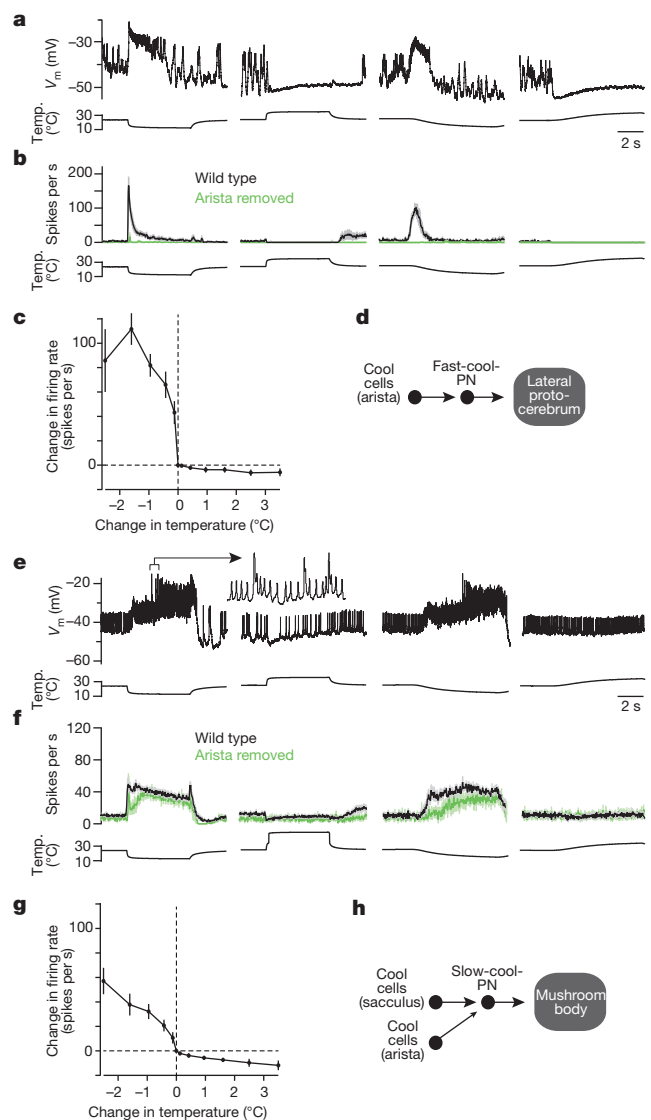 a
−30
−50
Vm (mV)
30
10
Temp.
(°C)
2 s
b
200
100
0
Spikes per s
Wild type
Arista removed
30
10
Temp.
(°C)
c
100
0
Change in firing rate
(spikes per s)
−2 −1 0 1 2 3
Change in temperature (°C)
d
Cool
cells
(arista)
Fast-cool-
PN
Lateral
proto-
cerebrum
e
−20
−40
−60
Vm (mV)
30
10
Temp.
(°C)
2 s
f
120
80
40
0
Spikes per s
Wild type
Arista removed
30
10
Temp.
(°C)
g
100
0
Change in firing rate
(spikes per s)
−2 −1 0 1 2 3
Change in temperature (°C)
h
Cool
cells
(sacculus)
Cool
cells
(arista)
Slow-cool-
PN
Mushroom
body